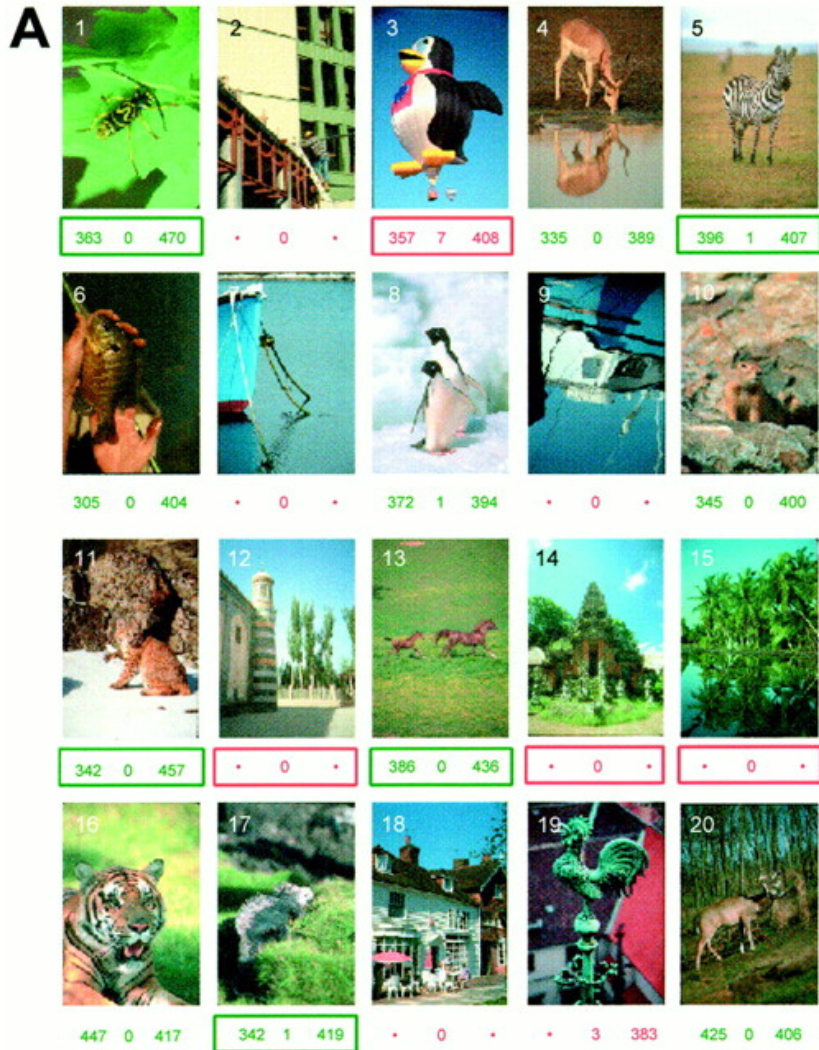 A
1 2 3 4 5
363 0 470 • 0 • 357 7 408 335 0 389 396 1 407
6 7 8 9 10
305 0 404 • 0 • 372 1 394 • 0 • 345 0 400
11 12 13 14 15
342 0 457 • 0 • 386 0 436 • 0 • • 0 •
16 17 18 19 20
447 0 417 342 1 419 • 0 • • 3 383 425 0 406